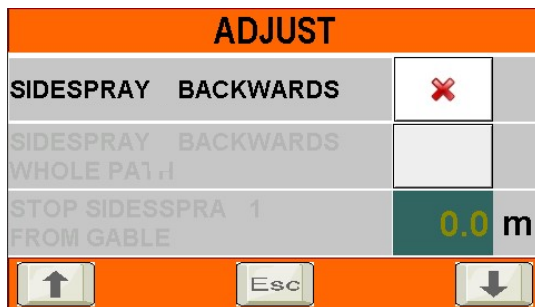 ADJUST
SIDESPRAY BACKWARDS
SIDESPRAY BACKWARDS
WHOLE
STOP SIDESSPRA 1
FROM GABLE
0.0 m
Esc